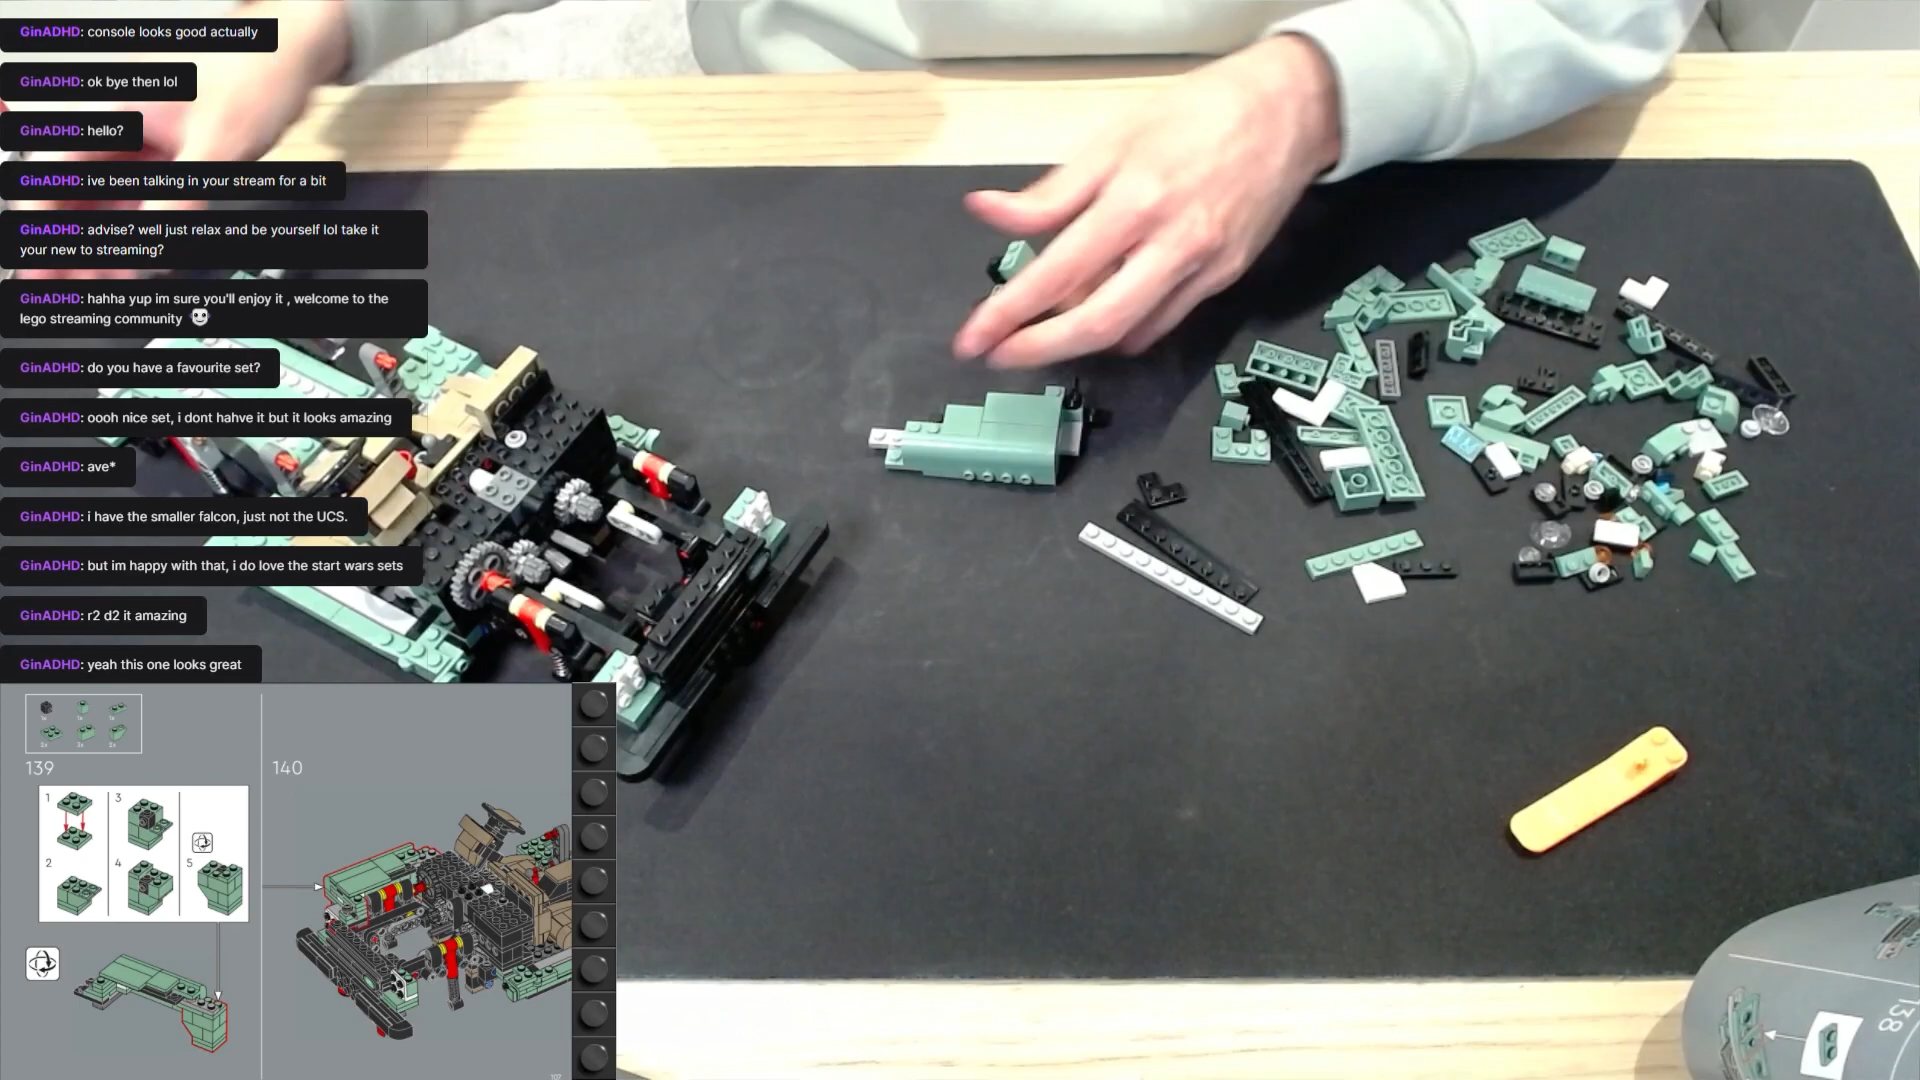 GinADHD: console looks good actually
GinADHD: ok bye then lol
GinADHD: hello?
GinADHD: ive been talking in your stream for a bit
GinADHD: advise? well just relax and be yourself lol take it
your new to streaming?
GinADHD: hahha yup im sure you'll enjoy it , welcome to the
lego streaming community
GinADHD: do you have a favourite set?
GinADHD: oooh nice set, i dont hahve it but it looks amazing
GinADHD: ave*
GinADHD: i have the smaller falcon, just not the UCS.
GinADHD: but im happy with that, i do love the start wars sets
GinADHD: r2 d2 it amazing
GinADHD: yeah this one looks great
139
140
1
3
2
4
5
107
138